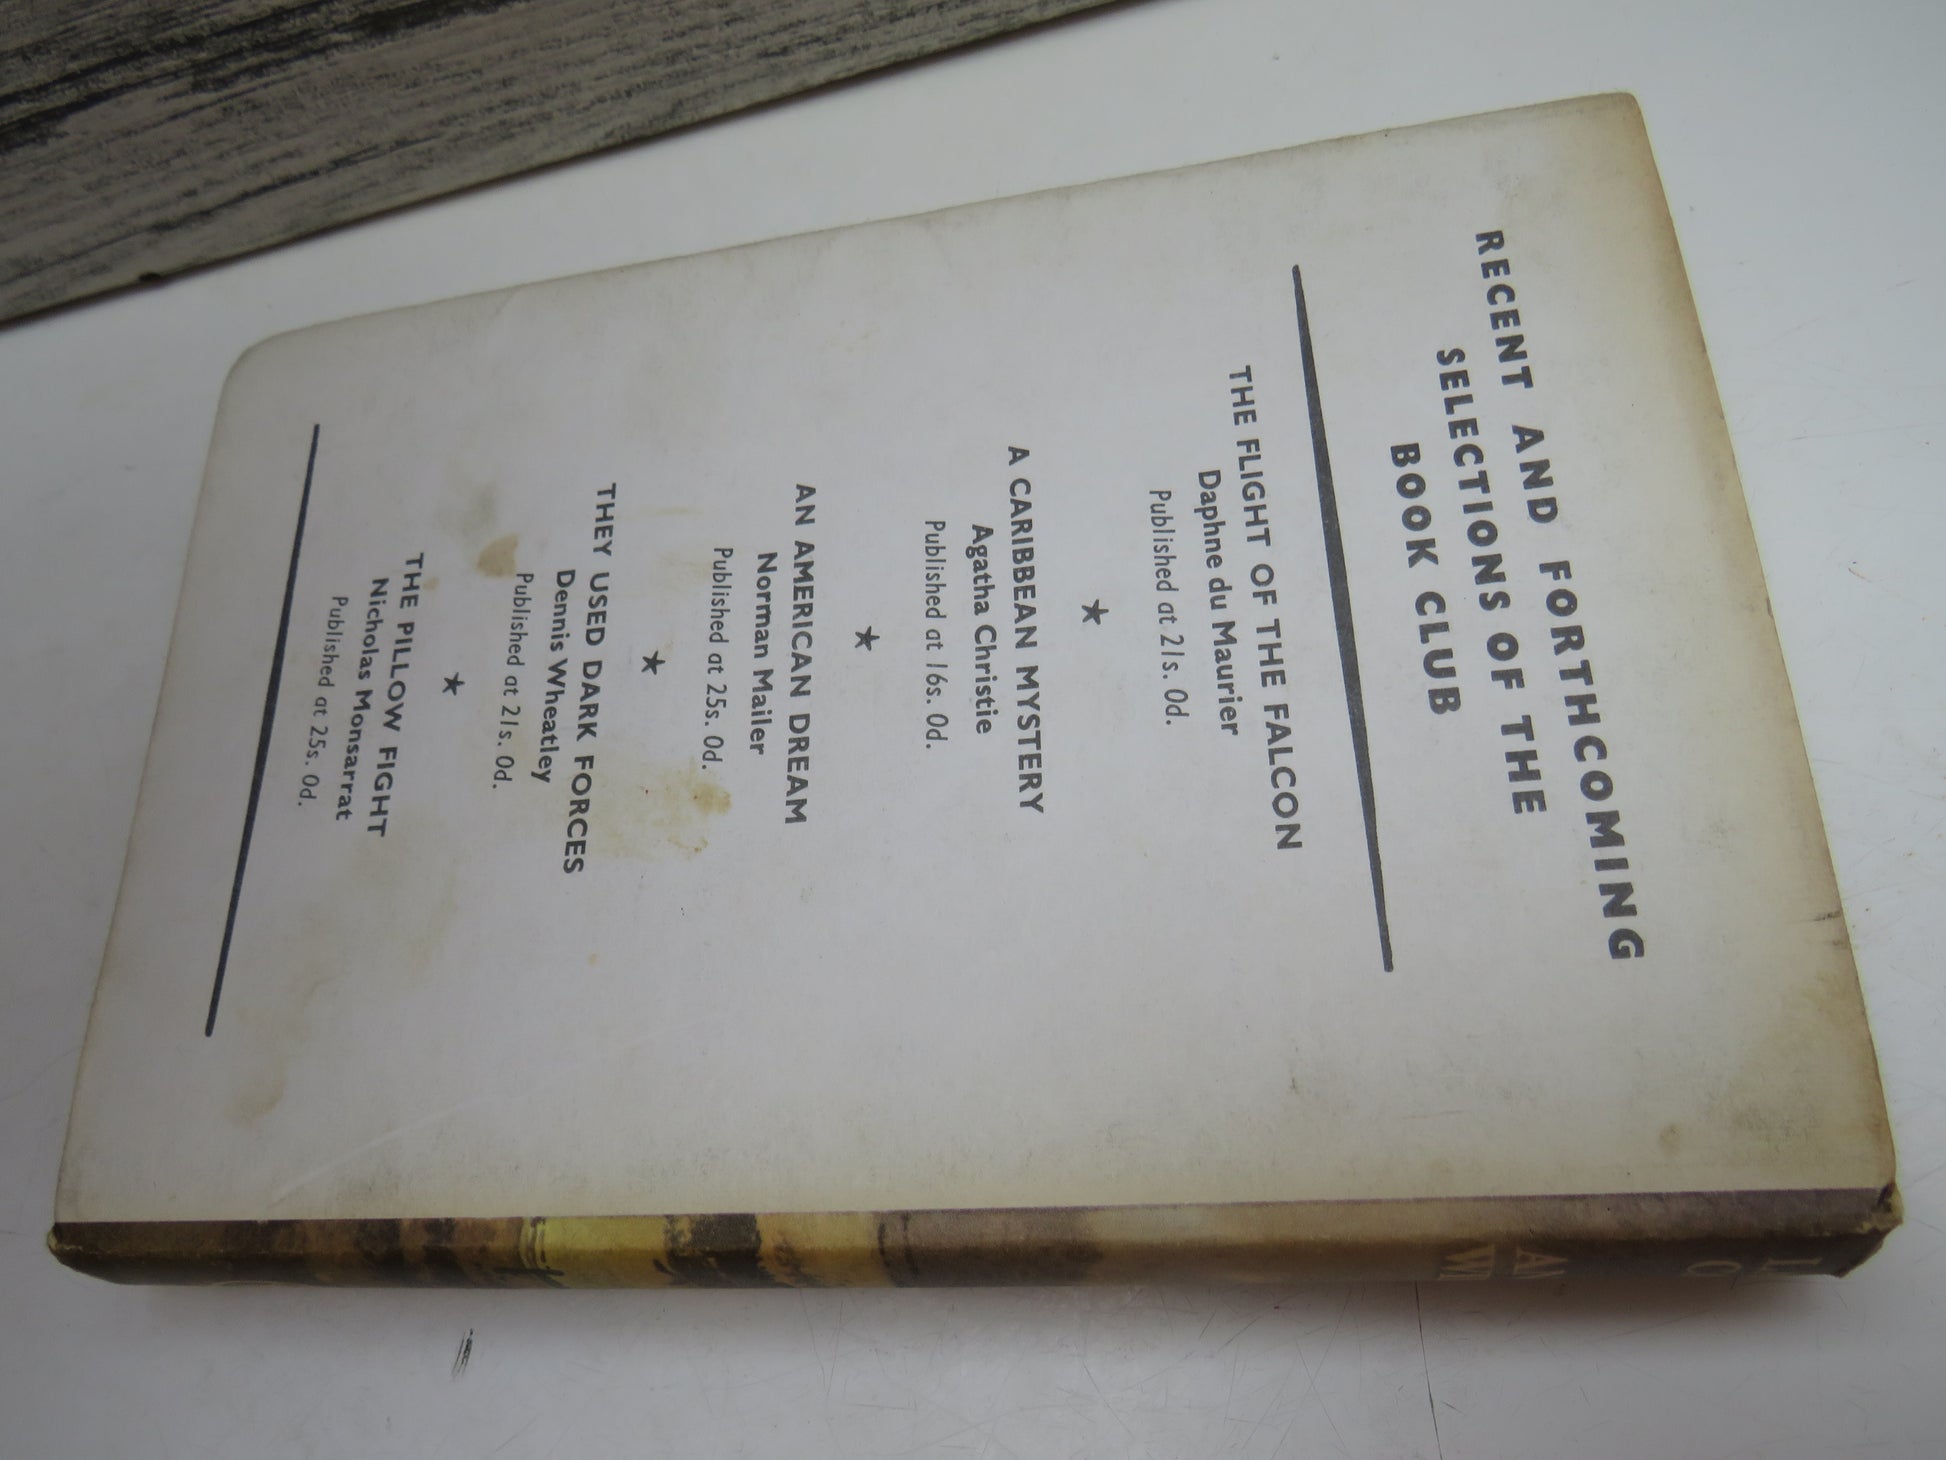 RECENT AND FORTHCOMING
SELECTIONS OF THE
BOOK CLUB
THE FLIGHT OF THE FALCON
Daphne du Maurier
Published at 21s. 0d.
★
A CARIBBEAN MYSTERY
Agatha Christie
Published at 16s. 0d.
★
AN AMERICAN DREAM
Norman Mailer
Published at 25s. 0d.
★
THEY USED DARK FORCES
Dennis Wheatley
Published at 21s. 0d.
★
THE PILLOW FIGHT
Nicholas Monsarrat
Published at 25s. 0d.